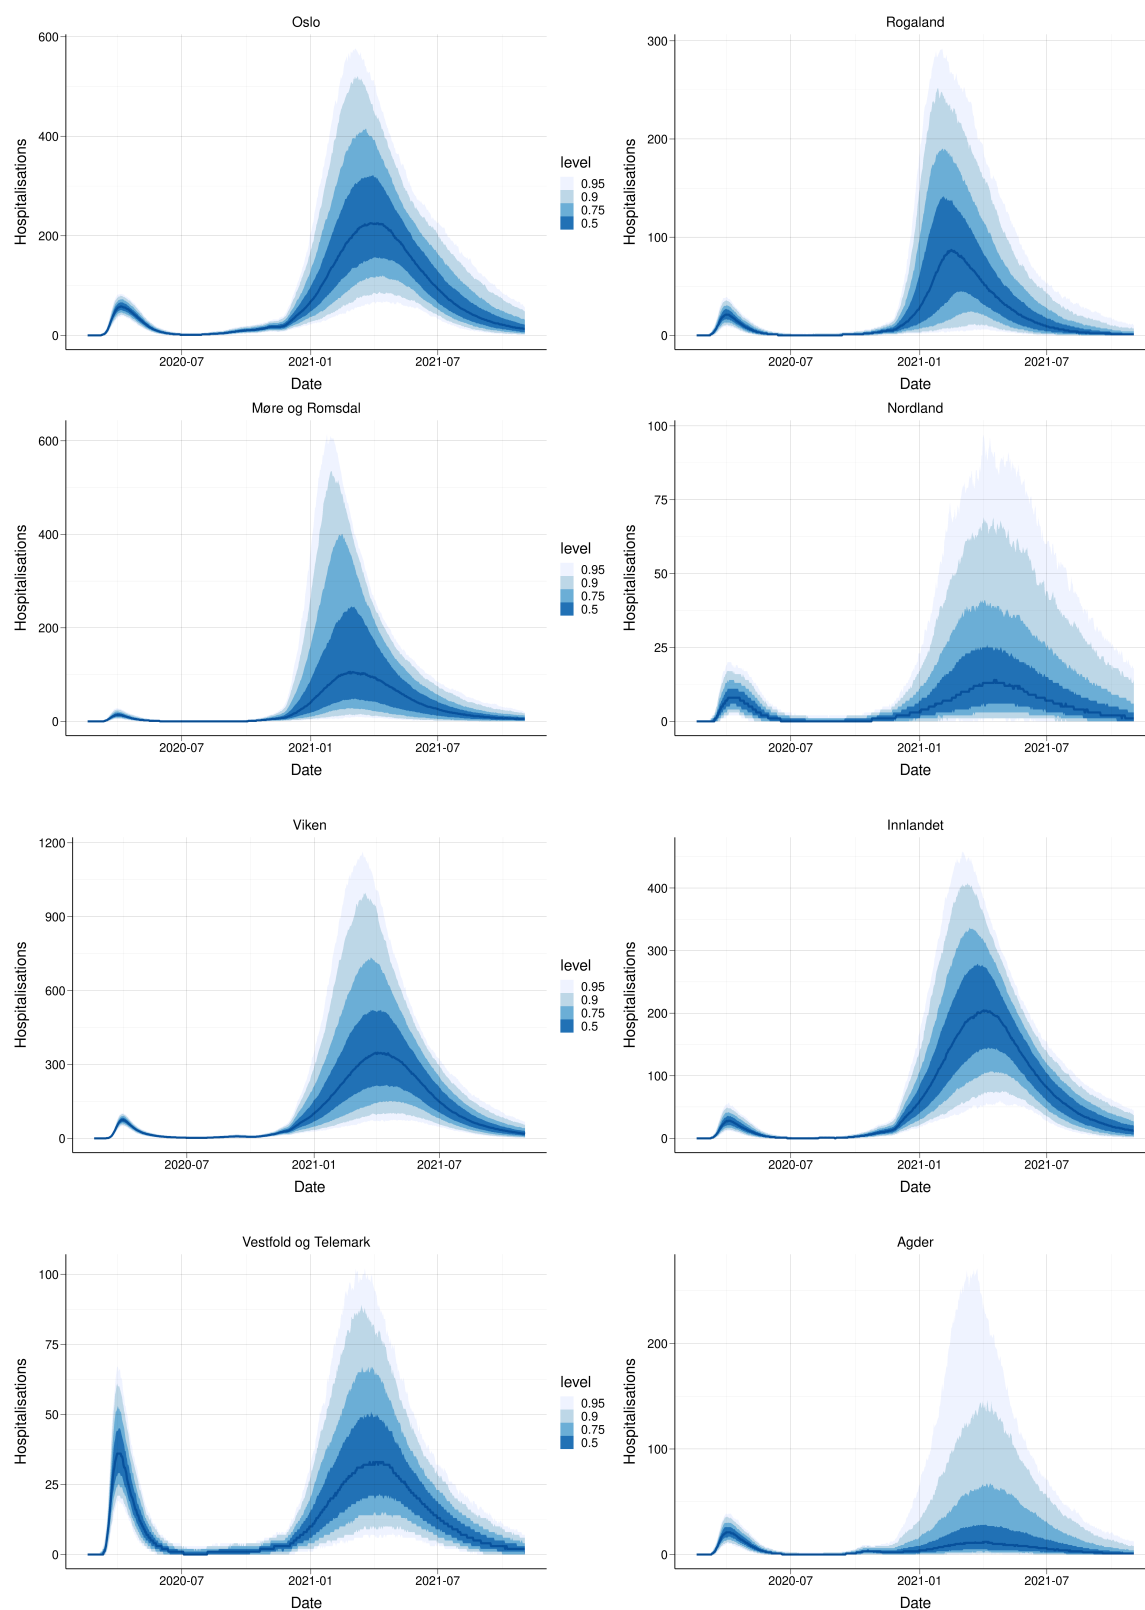 Oslo
Hospitalisations
600
400
200
0
2020-07
2021-01
2021-07
Date
level
0.95
0.9
0.75
0.5
Rogaland
Hospitalisations
300
200
100
0
2020-07
2021-01
2021-07
Date
Møre og Romsdal
Hospitalisations
600
400
200
0
2020-07
2021-01
2021-07
Date
level
0.95
0.9
0.75
0.5
Nordland
Hospitalisations
100
75
50
25
0
2020-07
2021-01
2021-07
Date
Viken
Hospitalisations
1200
900
600
300
0
2020-07
2021-01
2021-07
Date
level
0.95
0.9
0.75
0.5
Innlandet
Hospitalisations
400
300
200
100
0
2020-07
2021-01
2021-07
Date
Vestfold og Telemark
Hospitalisations
100
75
50
25
0
2020-07
2021-01
2021-07
Date
level
0.95
0.9
0.75
0.5
Agder
Hospitalisations
200
100
0
2020-07
2021-01
2021-07
Date